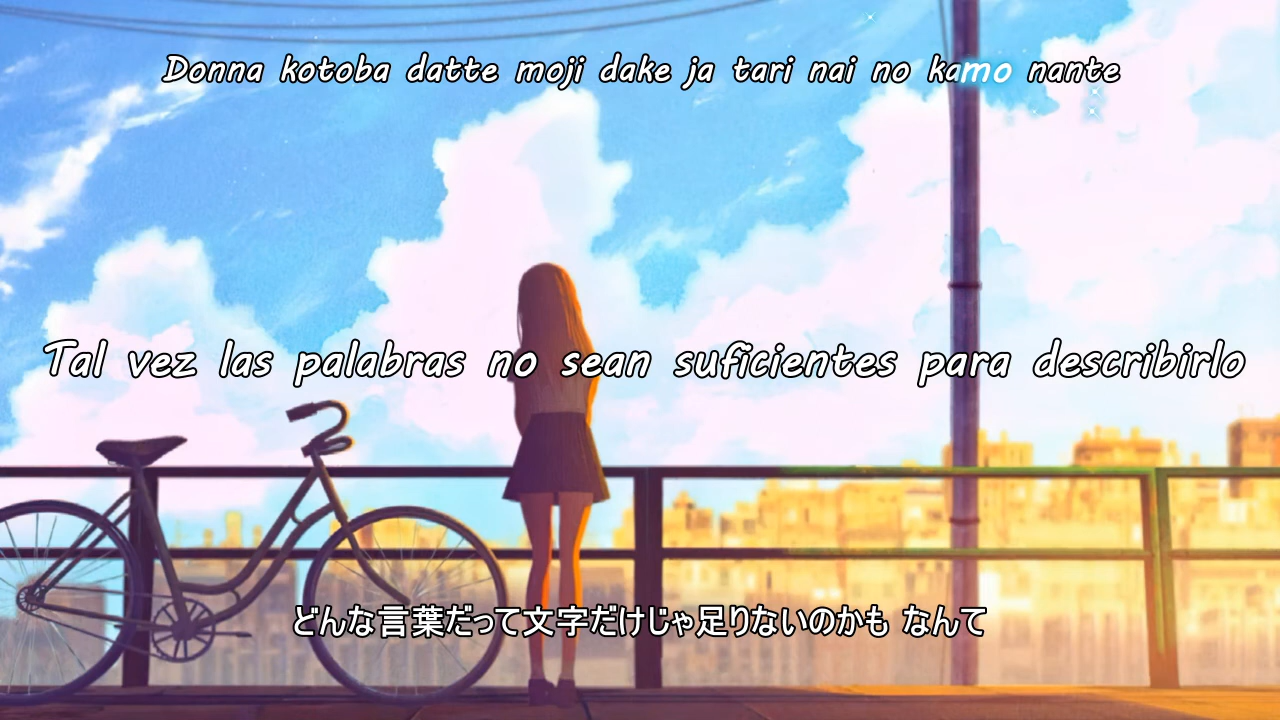 Donna kotoba datte moji dake ja tari nai no kamo nante
Tal vez las palabras no sean suficientes para describirlo
どんな言葉だって文字だけじゃ足りないのかも なんて